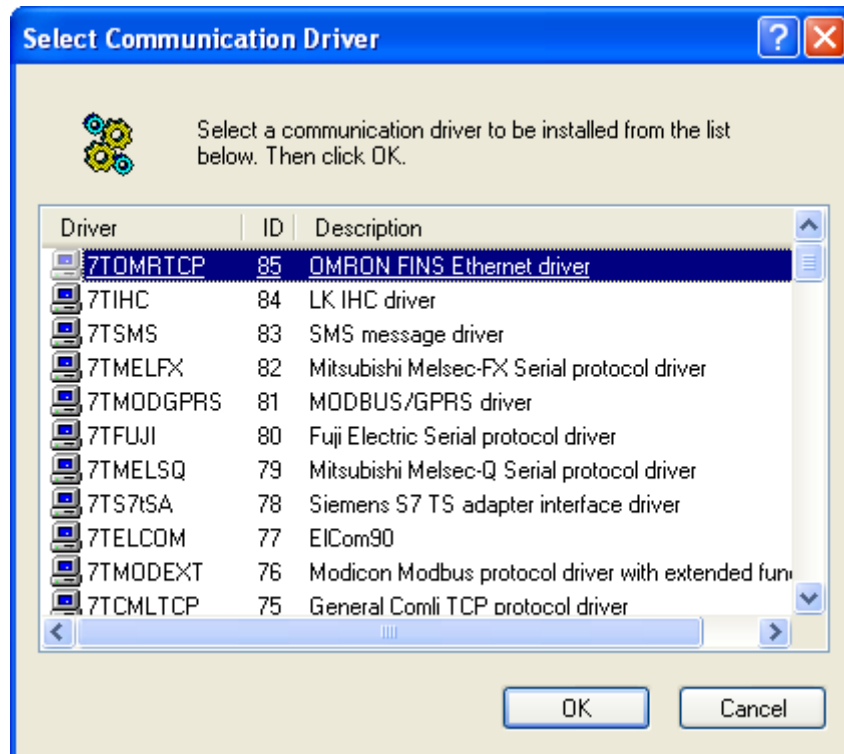 Select Communication Driver
Select a communication driver to be installed from the list
below. Then click OK.
Driver ID Description
7TOMRTCP 85 OMRON FINS Ethernet driver
7TIHC 84 LK IHC driver
7TSMS 83 SMS message driver
7TMELFX 82 Mitsubishi Melsec-FX Serial protocol driver
7TMODGPRS 81 MODBUS/GPRS driver
7TFUJI 80 Fuji Electric Serial protocol driver
7TMELSQ 79 Mitsubishi Melsec-Q Serial protocol driver
7TS7tSA 78 Siemens S7 TS adapter interface driver
7TELCOM 77 ElCom90
7TMODEXT 76 Modicon Modbus protocol driver with extended fun
7TCMLTCP 75 General Comli TCP protocol driver
OK Cancel